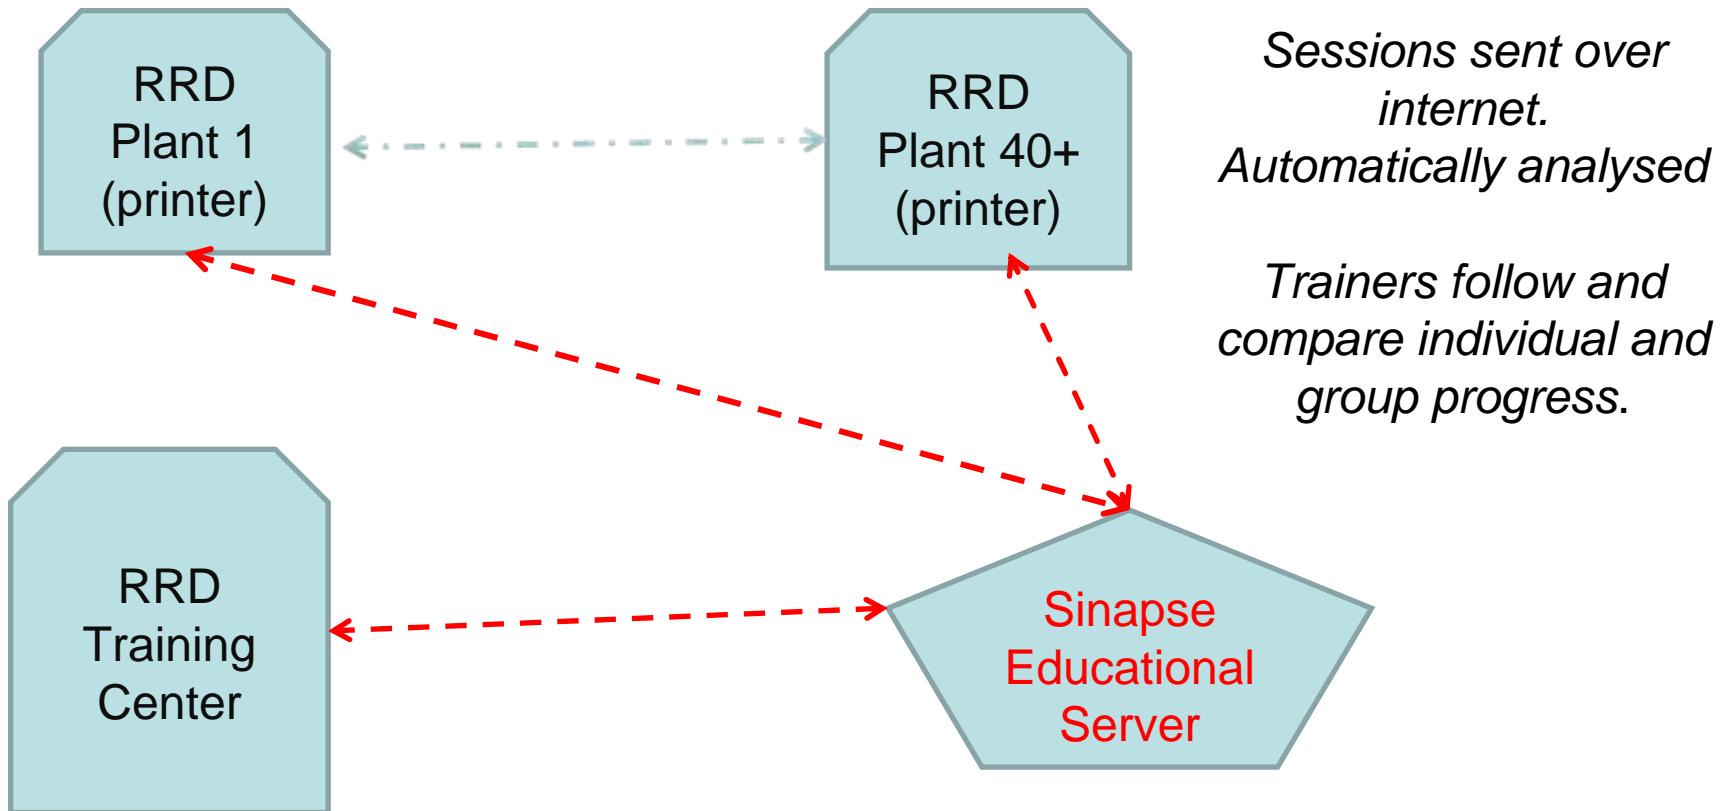 RRD
Plant 1
(printer)
RRD
Plant 40+
(printer)
Sessions sent over
internet.
Automatically analysed
Trainers follow and
compare individual and
group progress.
RRD
Training
Center
Sinapse
Educational
Server